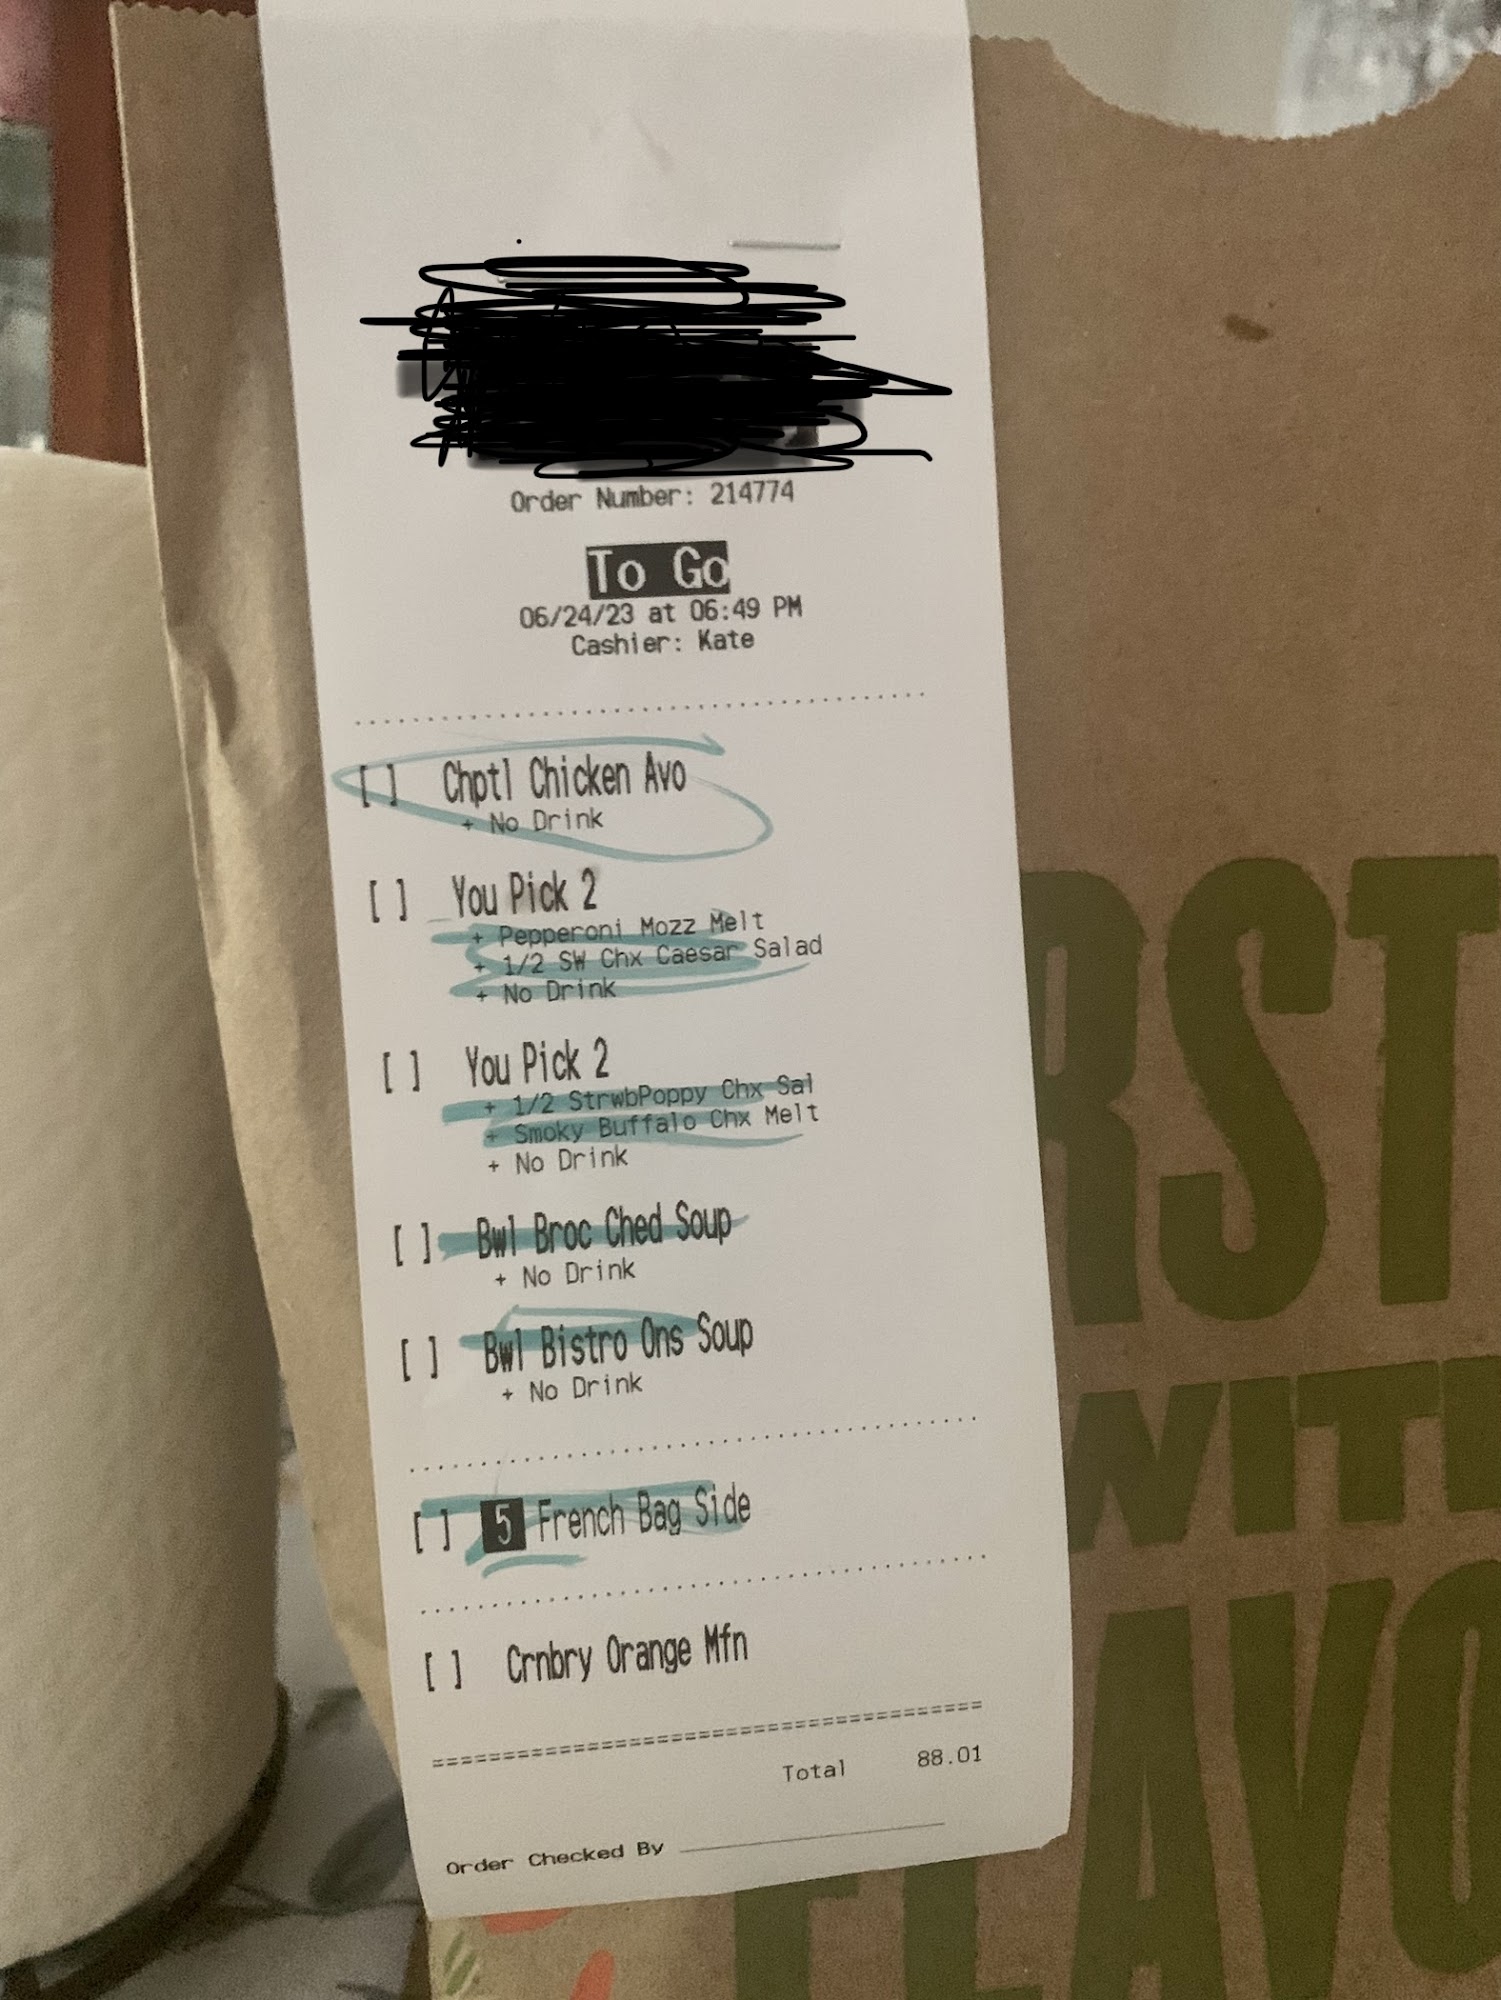 Order Number: 214774
To Go
06/24/23 at 06:49 PM
Cashier: Kate
[ ] Chptl Chicken Avo
+ No Drink
[ ] You Pick 2
+ Pepperoni Mozz Melt
+ 1/2 SW Chx Caesar Salad
+ No Drink
[ ] You Pick 2
+ 1/2 StrwbPoppy Chx Sal
+ Smoky Buffalo Chx Melt
+ No Drink
[ ] Bwl Broc Ched Soup
+ No Drink
[ ] Bwl Bistro Ons Soup
+ No Drink
[ ] 5 French Bag Side
[ ] Crnbry Orange Mfn
Total 88.01
Order Checked By
RST
WITH
FLAVO